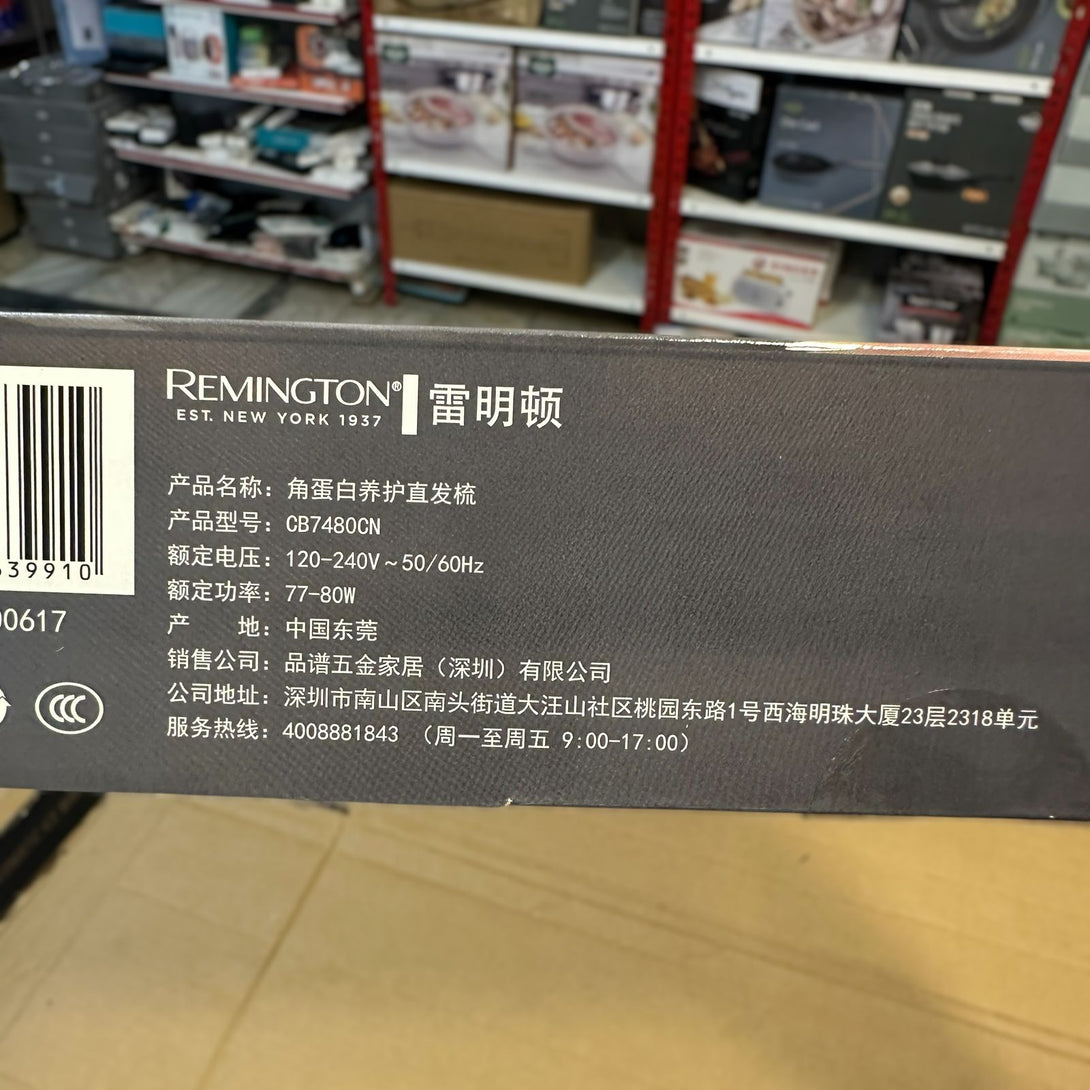 REMINGTON® 雷明顿
EST. NEW YORK 1937
产品名称：角蛋白养护直发梳
产品型号：CB7480CN
额定电压：120-240V～50/60Hz
额定功率：77-80W
产　　地：中国东莞
销售公司：品谱五金家居（深圳）有限公司
公司地址：深圳市南山区南头街道大汪山社区桃园东路1号西海明珠大厦23层2318单元
服务热线：4008881843 （周一至周五 9:00-17:00）
39910
0617
CCC